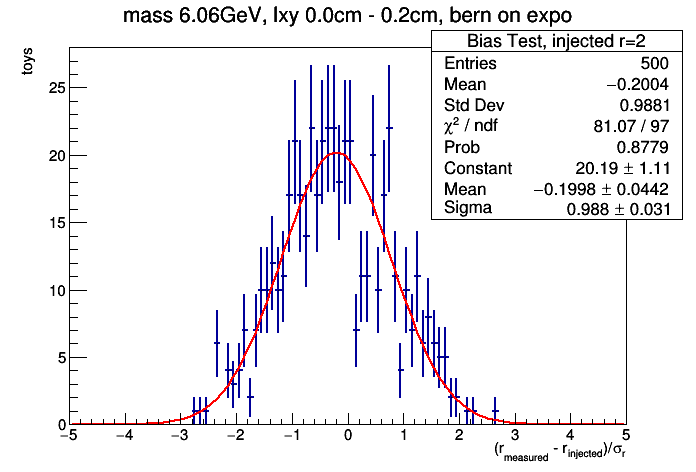 mass 6.06GeV, lxy 0.0cm - 0.2cm, bern on expo
toys
Bias Test, injected r=2
Entries 500
Mean −0.2004
Std Dev 0.9881
χ² / ndf 81.07 / 97
Prob 0.8779
Constant 20.19 ± 1.11
Mean −0.1998 ± 0.0442
Sigma 0.988 ± 0.031
25
20
15
10
5
0
−5 −4 −3 −2 −1 0 1 2 3 4 5
(r_measured - r_injected)/σ_r